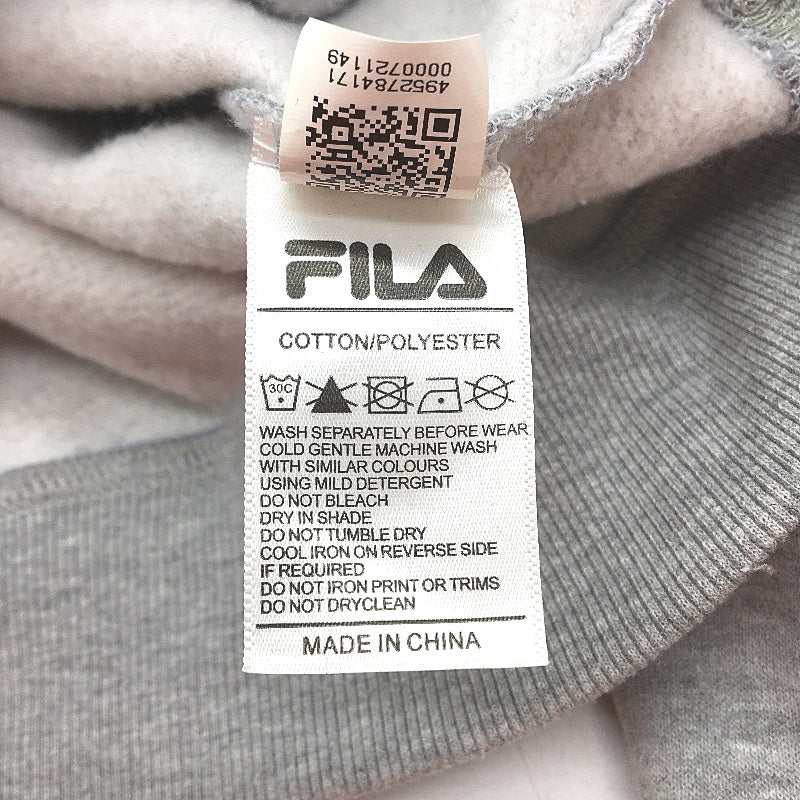 4952784171
0000721149
FILA
COTTON/POLYESTER
30C
WASH SEPARATELY BEFORE WEAR
COLD GENTLE MACHINE WASH
WITH SIMILAR COLOURS
USING MILD DETERGENT
DO NOT BLEACH
DRY IN SHADE
DO NOT TUMBLE DRY
COOL IRON ON REVERSE SIDE
IF REQUIRED
DO NOT IRON PRINT OR TRIMS
DO NOT DRYCLEAN
MADE IN CHINA